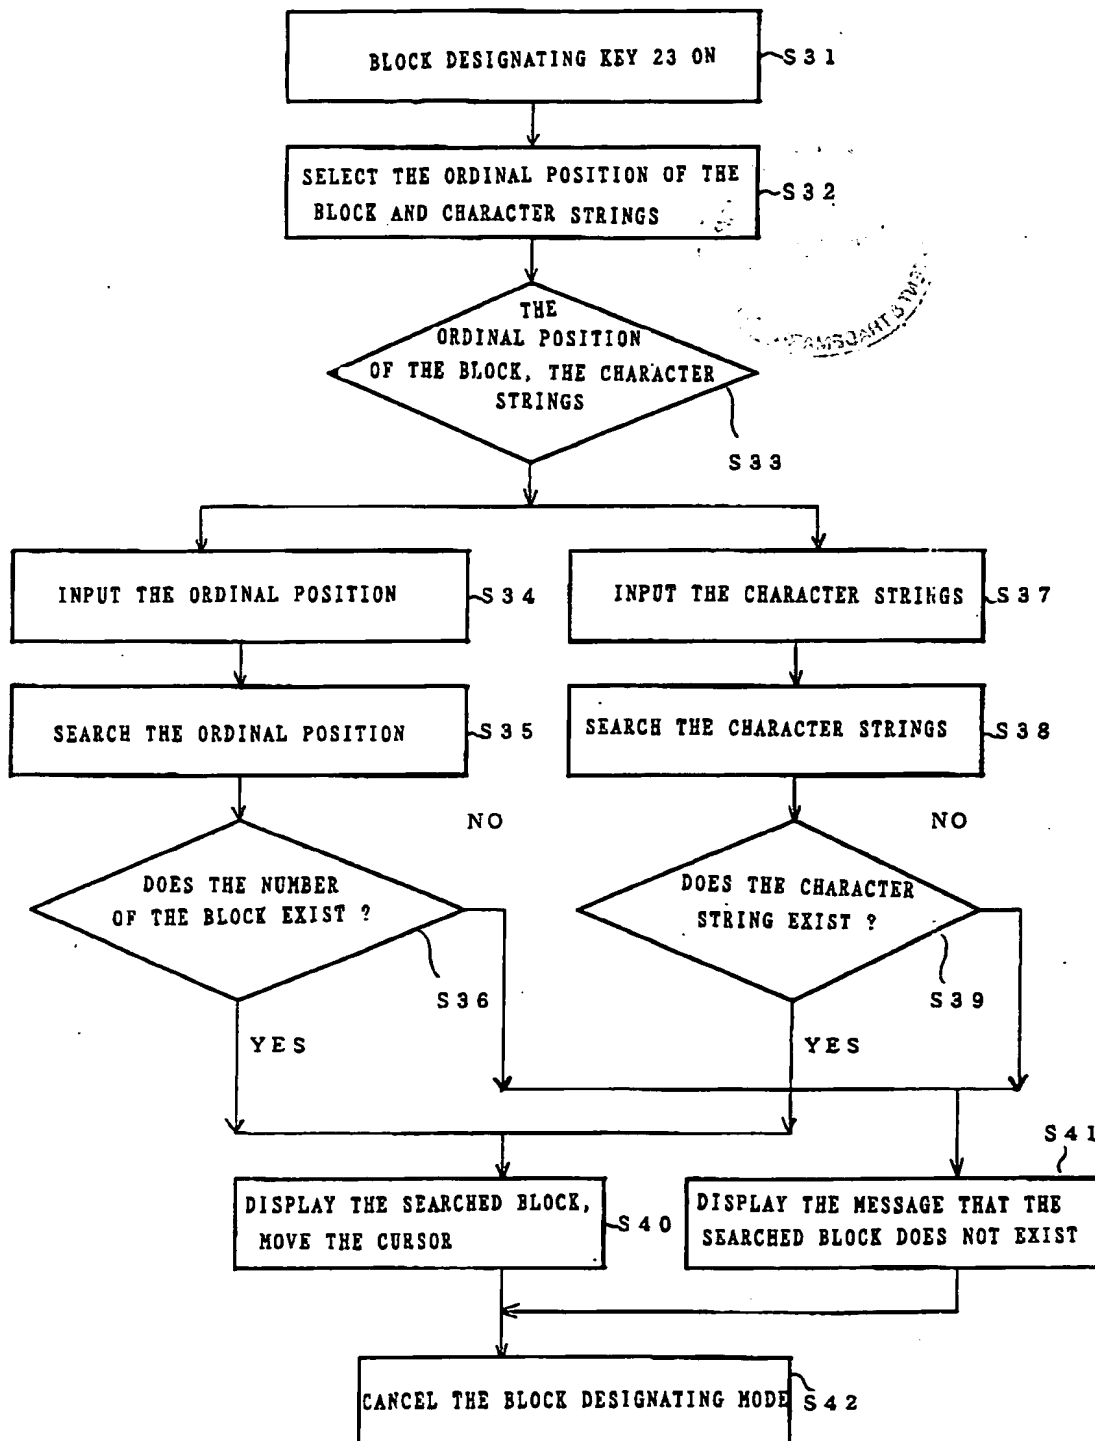 BLOCK DESIGNATING KEY 23 ON
S31
SELECT THE ORDINAL POSITION OF THE
BLOCK AND CHARACTER STRINGS
S32
THE
ORDINAL POSITION
OF THE BLOCK, THE CHARACTER
STRINGS
S33
INPUT THE ORDINAL POSITION
S34
INPUT THE CHARACTER STRINGS
S37
SEARCH THE ORDINAL POSITION
S35
SEARCH THE CHARACTER STRINGS
S38
NO
NO
DOES THE NUMBER
OF THE BLOCK EXIST ?
S36
DOES THE CHARACTER
STRING EXIST ?
S39
YES
YES
S41
DISPLAY THE SEARCHED BLOCK,
MOVE THE CURSOR
S40
DISPLAY THE MESSAGE THAT THE
SEARCHED BLOCK DOES NOT EXIST
CANCEL THE BLOCK DESIGNATING MODE
S42